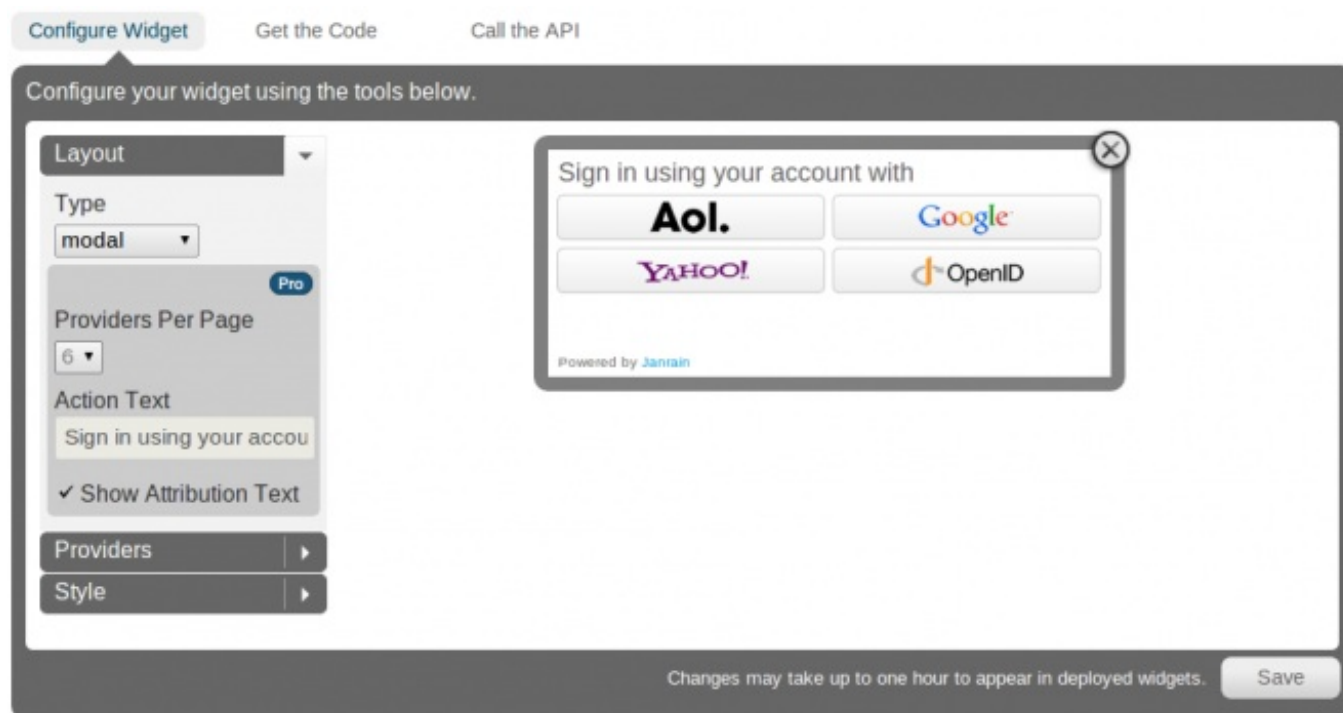 Configure Widget
Get the Code
Call the API
Configure your widget using the tools below.
Layout
Type
modal
Pro
Providers Per Page
6
Action Text
Sign in using your accou
✓ Show Attribution Text
Providers
Style
Sign in using your account with
Aol.
Google
YAHOO!
OpenID
Powered by Janrain
Changes may take up to one hour to appear in deployed widgets.
Save